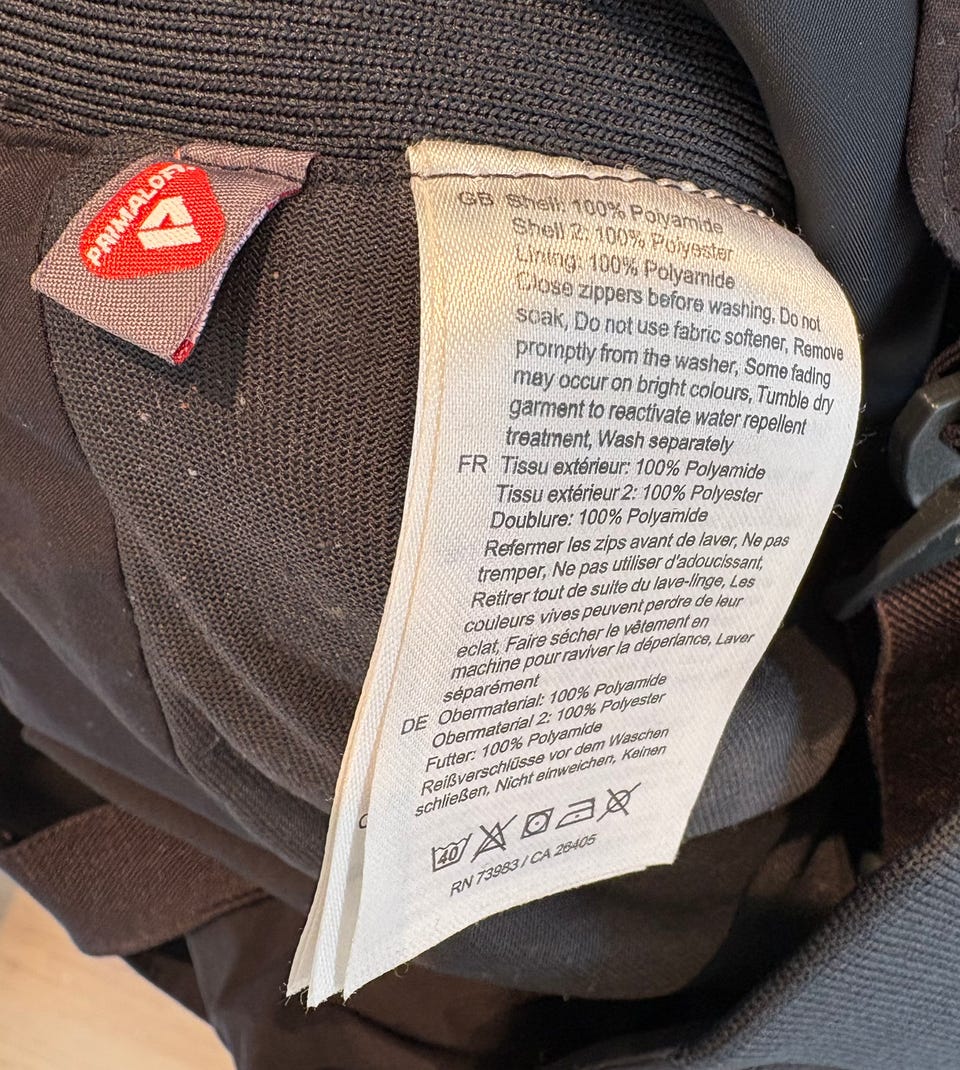 PRIMALOFT
GB Shell: 100% Polyamide
Shell 2: 100% Polyester
Lining: 100% Polyamide
Close zippers before washing, Do not
soak, Do not use fabric softener, Remove
promptly from the washer, Some fading
may occur on bright colours, Tumble dry
garment to reactivate water repellent
treatment, Wash separately
FR Tissu extérieur: 100% Polyamide
Tissu extérieur 2: 100% Polyester
Doublure: 100% Polyamide
Refermer les zips avant de laver, Ne pas
tremper, Ne pas utiliser d'adoucissant,
Retirer tout de suite du lave-linge, Les
couleurs vives peuvent perdre de leur
eclat, Faire sécher le vêtement en
machine pour raviver la déperlance, Laver
séparément
DE Obermaterial: 100% Polyamide
Obermaterial 2: 100% Polyester
Futter: 100% Polyamide
Reißverschlüsse vor dem Waschen
schließen, Nicht einweichen, Keinen
40
RN 73983 / CA 26405